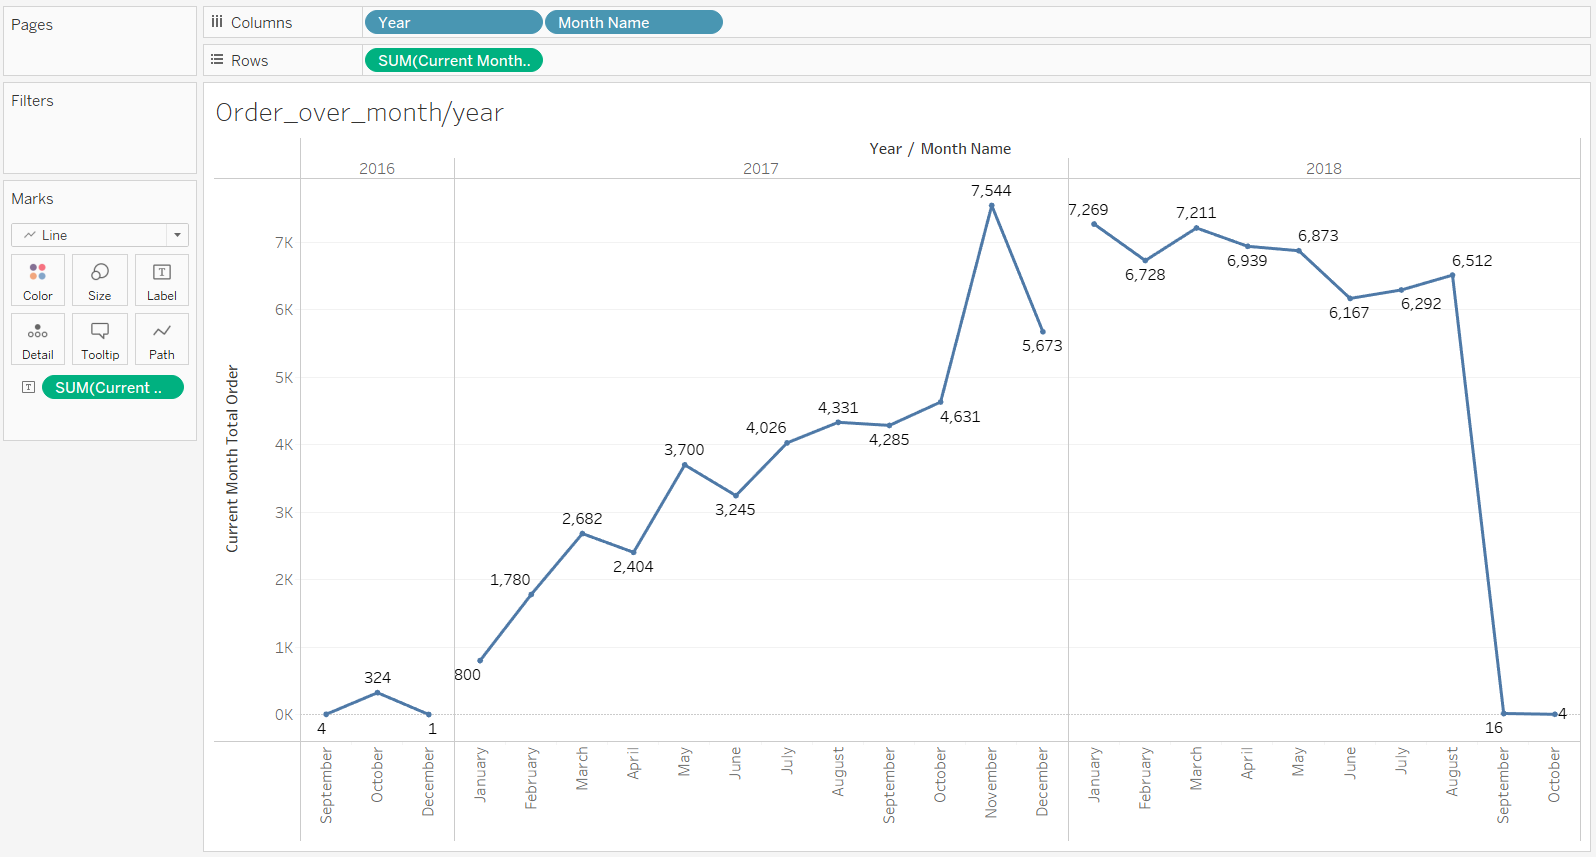 Pages
Columns
Year
Month Name
Rows
SUM(Current Month..
Filters
Marks
Line
Color
Size
T
Label
Detail
Tooltip
Path
T
SUM(Current ..
Order_over_month/year
Year / Month Name
2016
2017
2018
Current Month Total Order
7K
6K
5K
4K
3K
2K
1K
0K
4
324
1
800
1,780
2,682
2,404
3,700
3,245
4,026
4,331
4,285
4,631
7,544
5,673
7,269
6,728
7,211
6,939
6,873
6,167
6,292
6,512
16
4
September
October
December
January
February
March
April
May
June
July
August
September
October
November
December
January
February
March
April
May
June
July
August
September
October